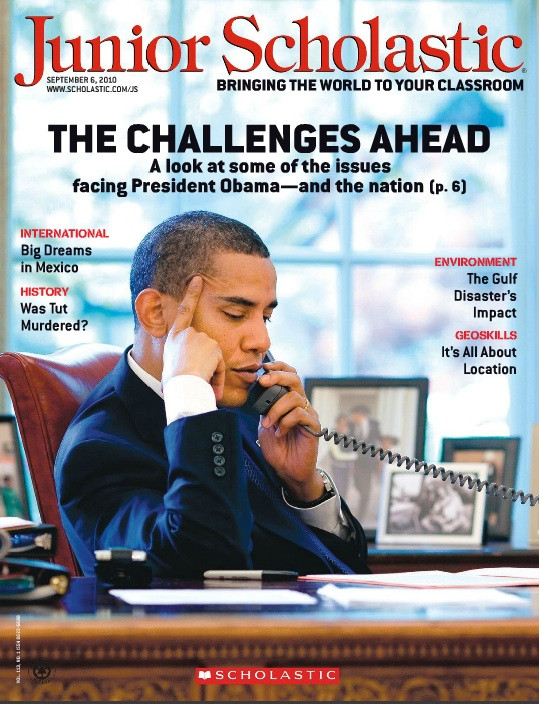 Junior Scholastic®
SEPTEMBER 6, 2010
WWW.SCHOLASTIC.COM/JS
BRINGING THE WORLD TO YOUR CLASSROOM
THE CHALLENGES AHEAD
A look at some of the issues
facing President Obama—and the nation (p. 6)
INTERNATIONAL
Big Dreams
in Mexico
HISTORY
Was Tut
Murdered?
ENVIRONMENT
The Gulf
Disaster's
Impact
GEOSKILLS
It's All About
Location
SCHOLASTIC